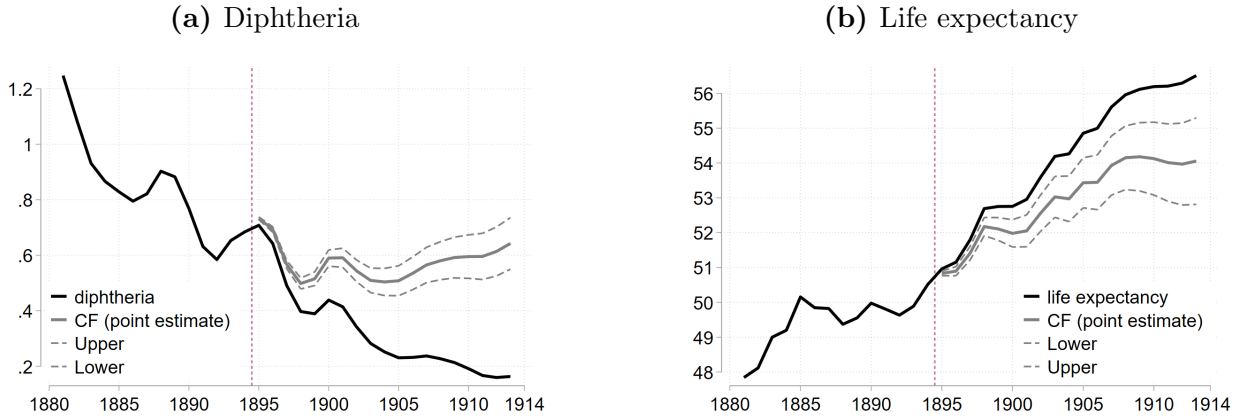 (a) Diphtheria
1.2
1
.8
.6
.4
.2
diphtheria
CF (point estimate)
Upper
Lower
1880 1885 1890 1895 1900 1905 1910 1914
(b) Life expectancy
56
55
54
53
52
51
50
49
48
life expectancy
CF (point estimate)
Lower
Upper
1880 1885 1890 1895 1900 1905 1910 1914